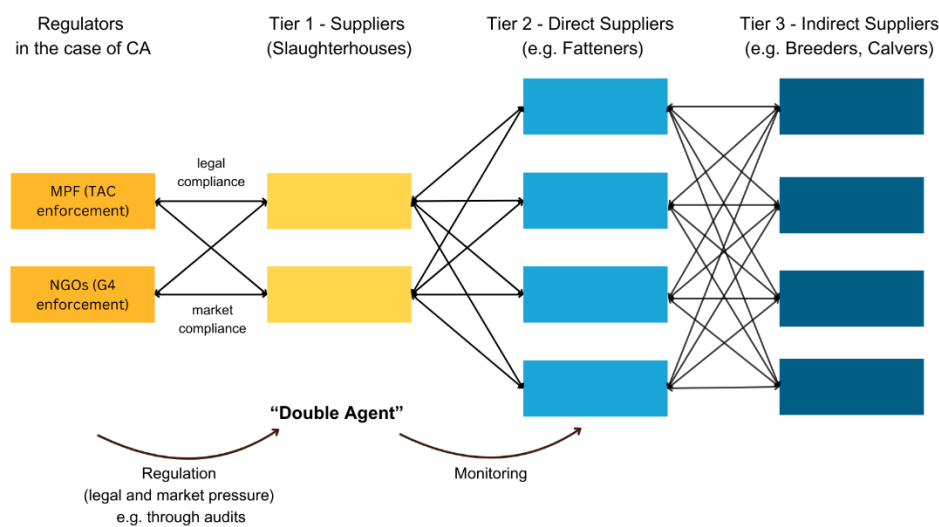 Regulators
in the case of CA
Tier 1 - Suppliers
(Slaughterhouses)
Tier 2 - Direct Suppliers
(e.g. Fatteners)
Tier 3 - Indirect Suppliers
(e.g. Breeders, Calvers)
MPF (TAC
enforcement)
legal
compliance
NGOs (G4
enforcement)
market
compliance
“Double Agent”
Regulation
(legal and market pressure)
e.g. through audits
Monitoring